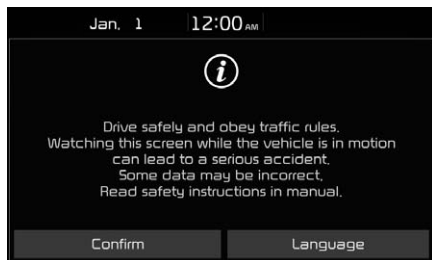 Jan. 1 12:00 AM
i
Drive safely and obey traffic rules.
Watching this screen while the vehicle is in motion
can lead to a serious accident.
Some data may be incorrect.
Read safety instructions in manual.
Confirm Language